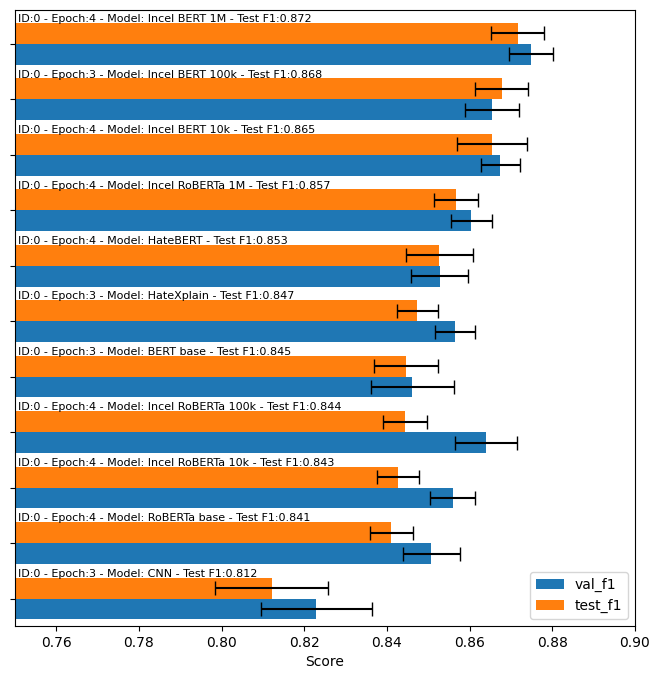 ID:0 - Epoch:4 - Model: Incel BERT 1M - Test F1:0.872
ID:0 - Epoch:3 - Model: Incel BERT 100k - Test F1:0.868
ID:0 - Epoch:4 - Model: Incel BERT 10k - Test F1:0.865
ID:0 - Epoch:4 - Model: Incel RoBERTa 1M - Test F1:0.857
ID:0 - Epoch:4 - Model: HateBERT - Test F1:0.853
ID:0 - Epoch:3 - Model: HateXplain - Test F1:0.847
ID:0 - Epoch:3 - Model: BERT base - Test F1:0.845
ID:0 - Epoch:4 - Model: Incel RoBERTa 100k - Test F1:0.844
ID:0 - Epoch:4 - Model: Incel RoBERTa 10k - Test F1:0.843
ID:0 - Epoch:4 - Model: RoBERTa base - Test F1:0.841
ID:0 - Epoch:3 - Model: CNN - Test F1:0.812
val_f1
test_f1
0.76 0.78 0.80 0.82 0.84 0.86 0.88 0.90
Score